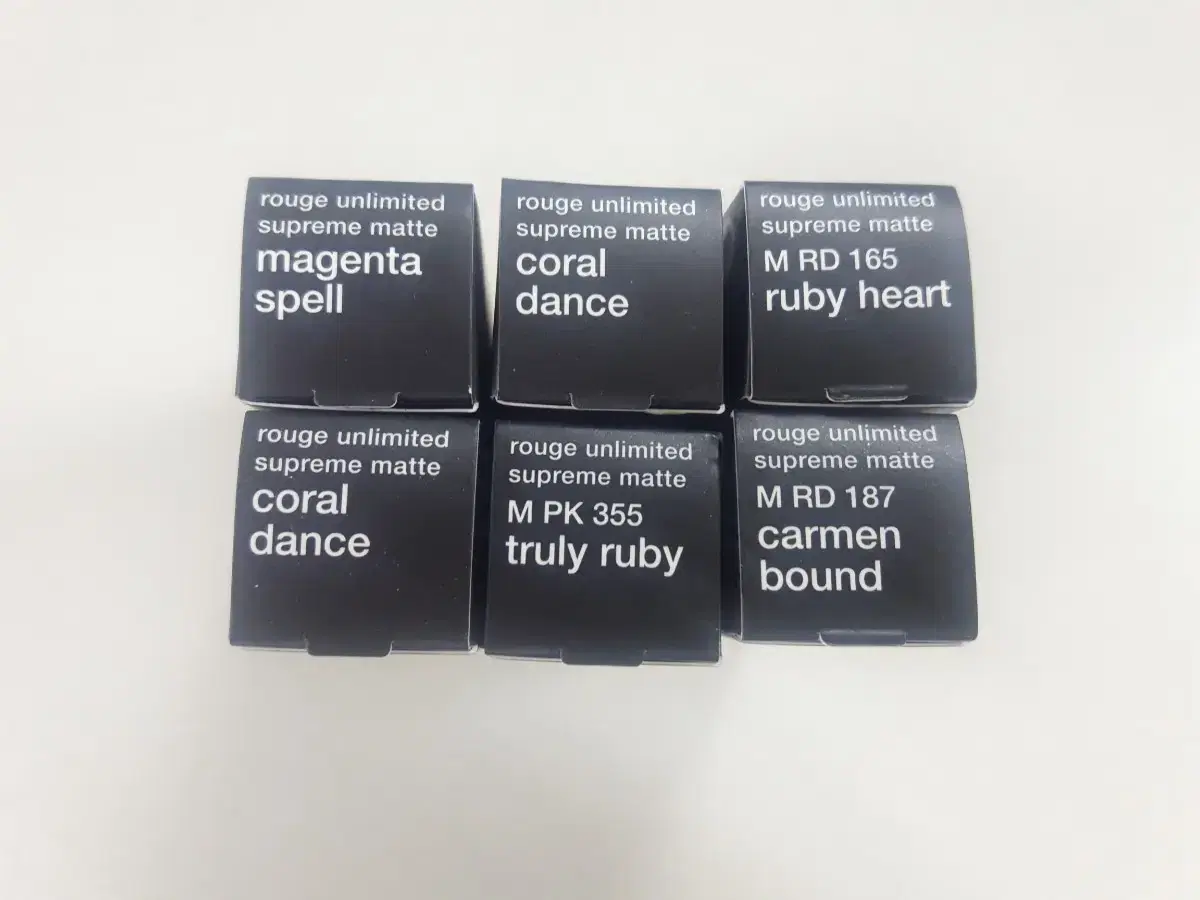 rouge unlimited
supreme matte
magenta
spell
rouge unlimited
supreme matte
coral
dance
rouge unlimited
supreme matte
M RD 165
ruby heart
rouge unlimited
supreme matte
coral
dance
rouge unlimited
supreme matte
M PK 355
truly ruby
rouge unlimited
supreme matte
M RD 187
carmen
bound